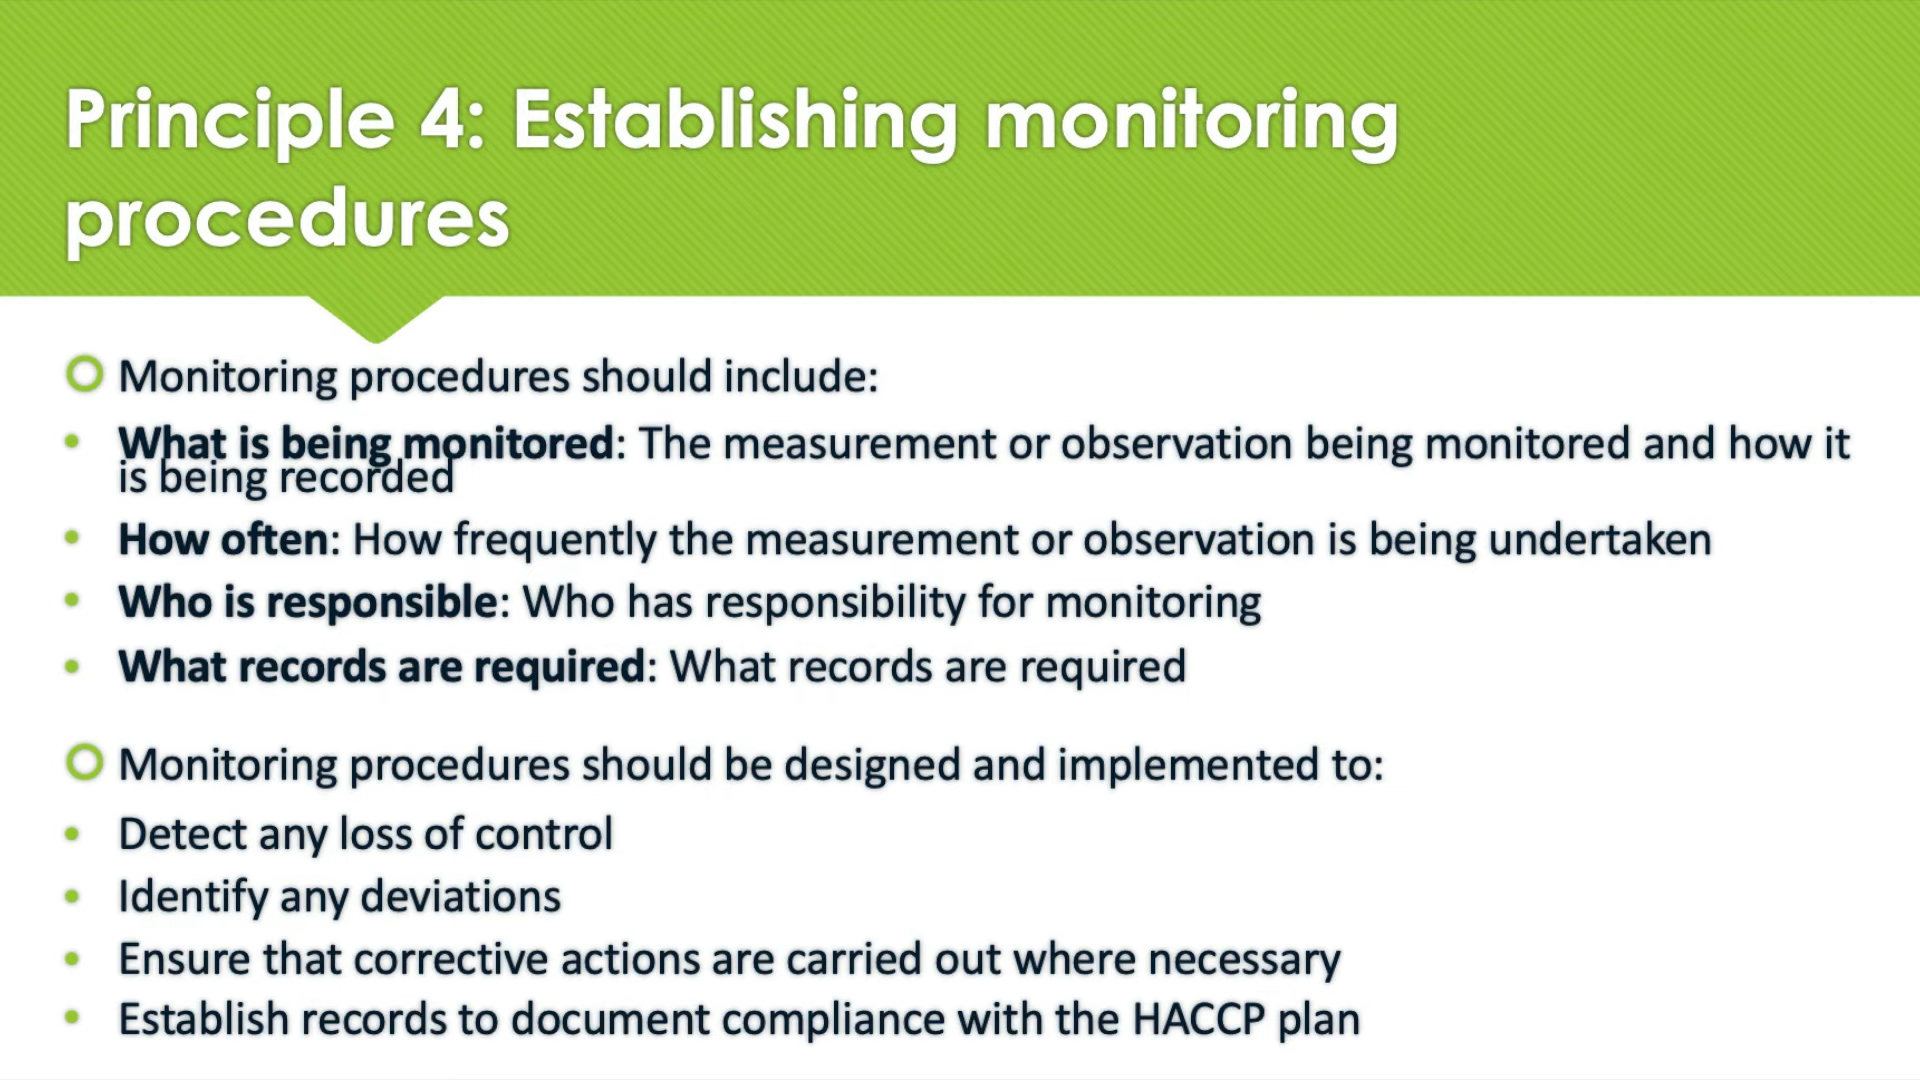 Principle 4: Establishing monitoring
procedures
Monitoring procedures should include:
• What is being monitored: The measurement or observation being monitored and how it
is being recorded
• How often: How frequently the measurement or observation is being undertaken
• Who is responsible: Who has responsibility for monitoring
• What records are required: What records are required
Monitoring procedures should be designed and implemented to:
• Detect any loss of control
• Identify any deviations
• Ensure that corrective actions are carried out where necessary
• Establish records to document compliance with the HACCP plan